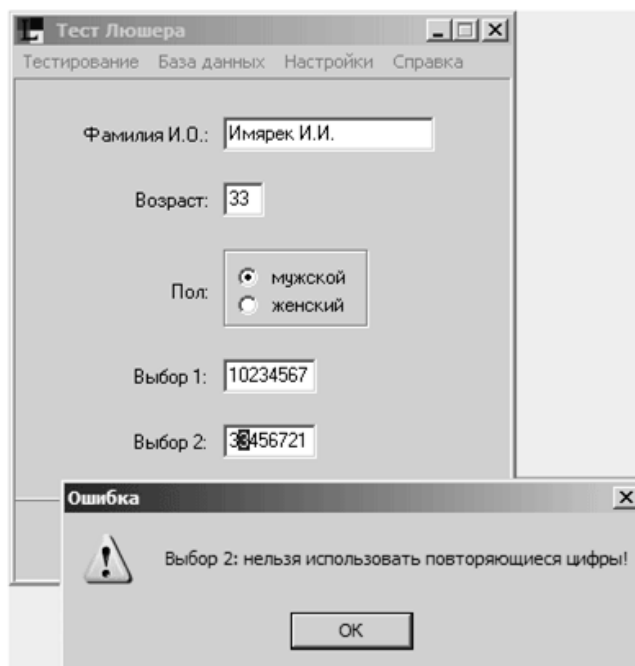 Тест Люшера
Тестирование База данных Настройки Справка
Фамилия И.О.: Имярек И.И.
Возраст: 33
Пол:
мужской
женский
Выбор 1: 10234567
Выбор 2: 33456721
Ошибка
Выбор 2: нельзя использовать повторяющиеся цифры!
OK